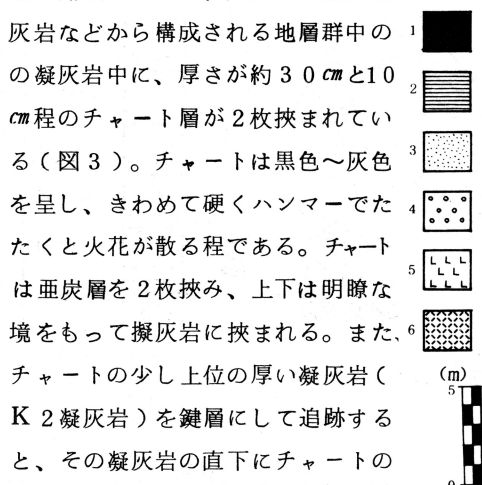 灰岩などから構成される地層群中の
の凝灰岩中に、厚さが約30cmと10
cm程のチャート層が2枚挾まれてい
る(図3)。チャートは黒色〜灰色
を呈し、きわめて硬くハンマーでた
たくと火花が散る程である。チャート
は亜炭層を2枚挾み、上下は明瞭な
境をもって擬灰岩に挾まれる。また、
チャートの少し上位の厚い凝灰岩(
K2凝灰岩)を鍵層にして追跡する
と、その凝灰岩の直下にチャートの
1
2
3
4
5
6
(m)
5
0